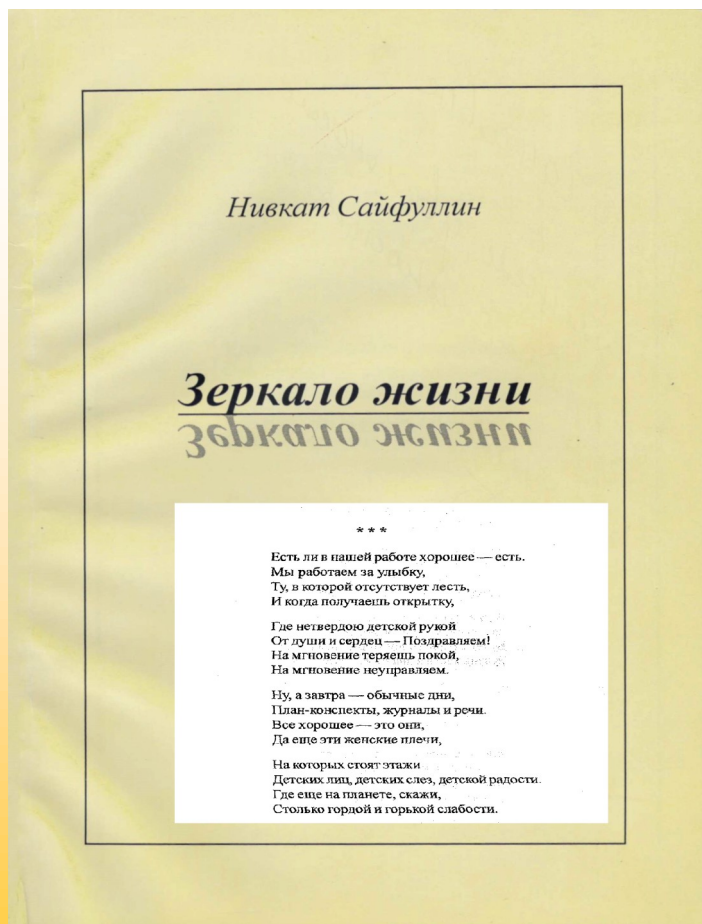 Нивкат Сайфуллин
Зеркало жизни
Зеркало жизни
* * *
Есть ли в нашей работе хорошее — есть.
Мы работаем за улыбку,
Ту, в которой отсутствует лесть,
И когда получаешь открытку,
Где нетвердою детской рукой
От души и сердец — Поздравляем!
На мгновение теряешь покой,
На мгновение неуправляем.
Ну, а завтра — обычные дни,
План-конспекты, журналы и речи.
Все хорошее — это они,
Да еще эти женские плечи,
На которых стоят этажи
Детских лиц, детских слез, детской радости.
Где еще на планете, скажи,
Столько гордой и горькой слабости.